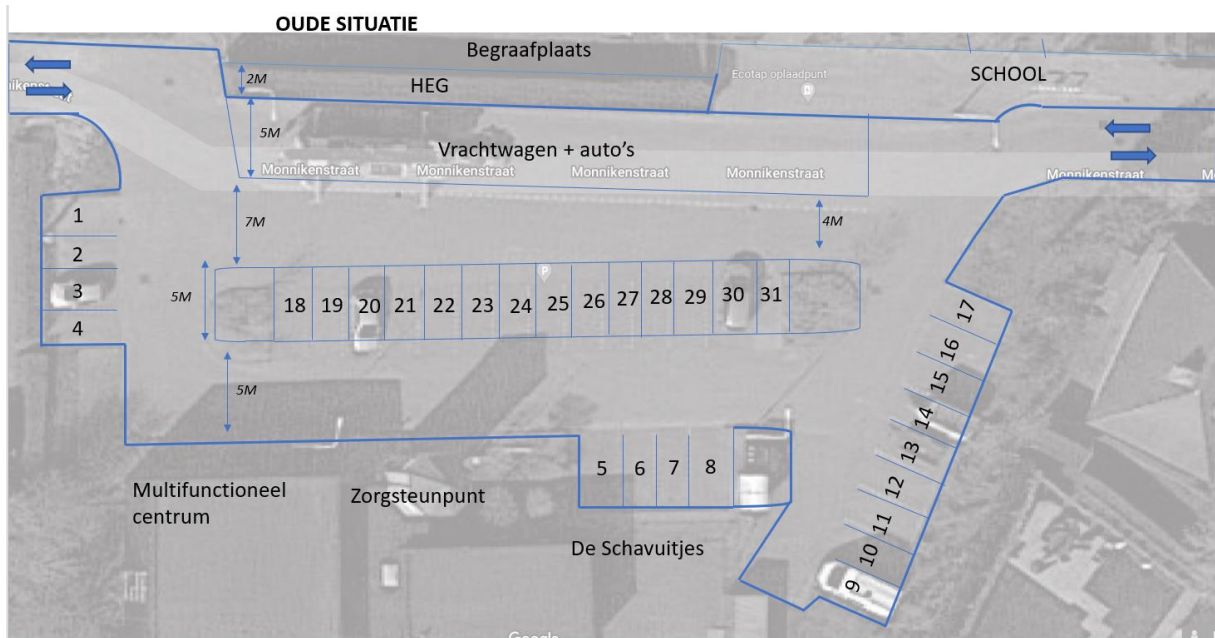 OUDE SITUATIE
Begraafplaats
2M
HEG
Ecotap oplaadpunt
SCHOOL
5M
Vrachtwagen + auto's
Monnikenstraat
Monnikenstraat
Monnikenstraat
Monnikenstraat
Monnikenstraat
7M
4M
1
2
3
4
5M
P
18
19
20
21
22
23
24
25
26
27
28
29
30
31
17
16
15
14
13
12
11
10
9
5M
5
6
7
8
Multifunctioneel
centrum
Zorgsteunpunt
De Schavuitjes
Google